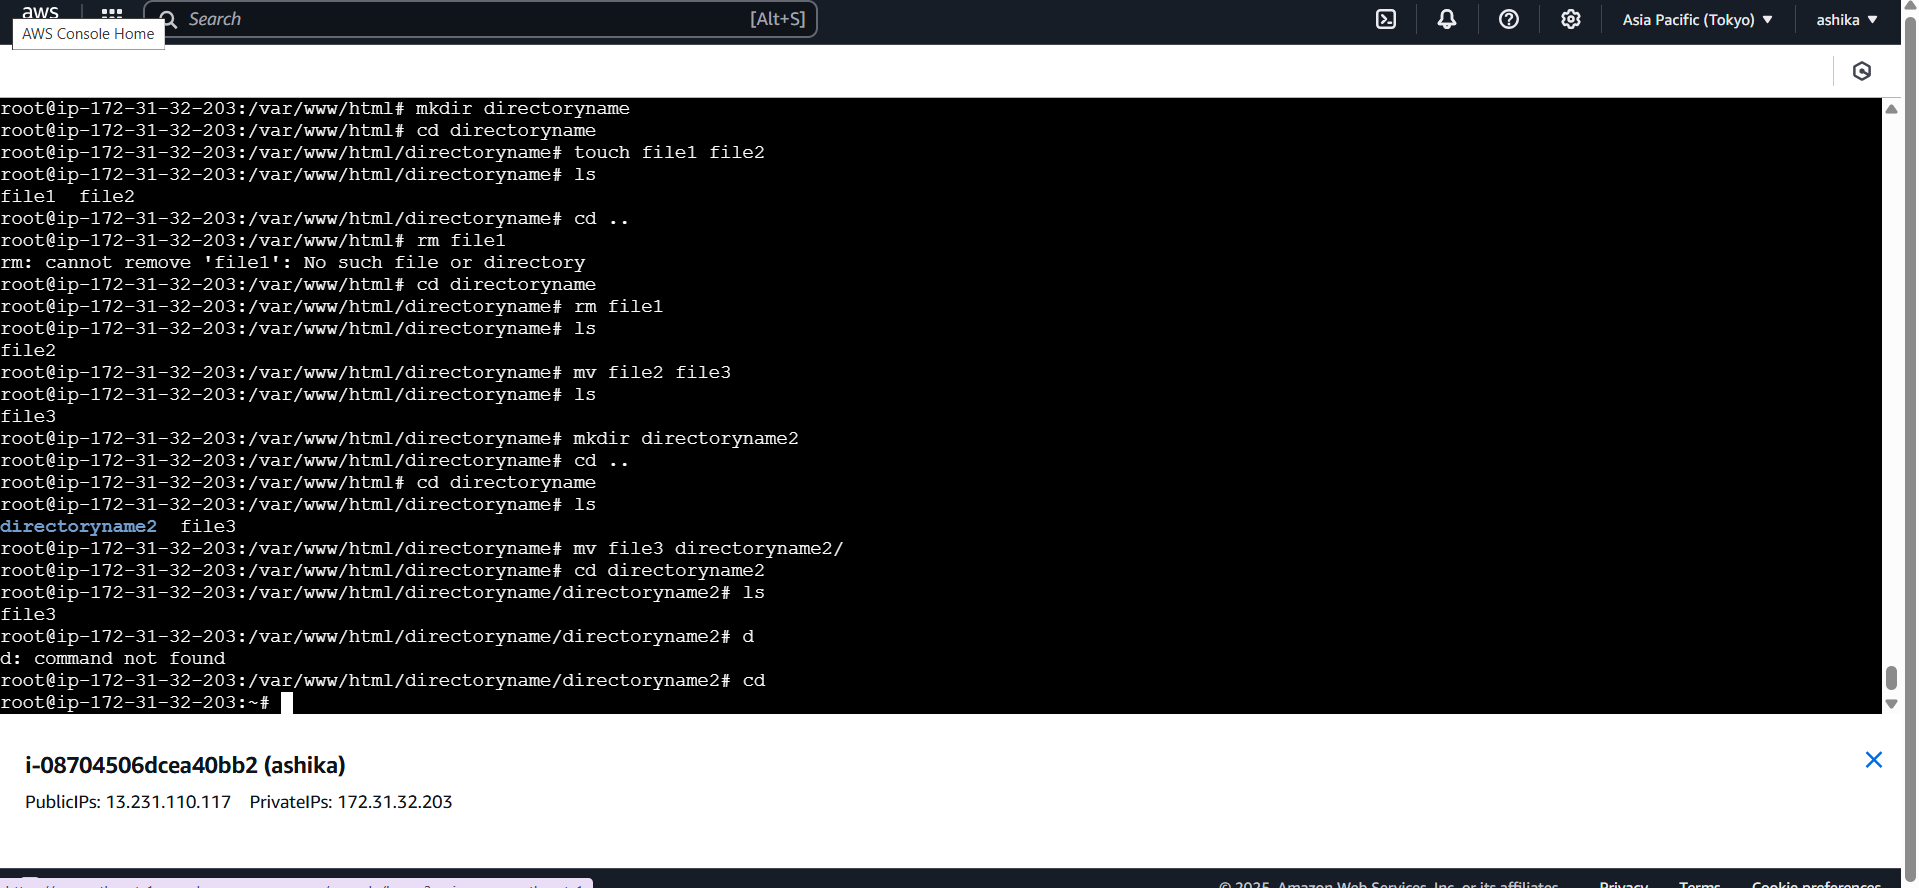 aws
Search [Alt+S] Asia Pacific (Tokyo) ashika
AWS Console Home
root@ip-172-31-32-203:/var/www/html# mkdir directoryname
root@ip-172-31-32-203:/var/www/html# cd directoryname
root@ip-172-31-32-203:/var/www/html/directoryname# touch file1 file2
root@ip-172-31-32-203:/var/www/html/directoryname# ls
file1  file2
root@ip-172-31-32-203:/var/www/html/directoryname# cd ..
root@ip-172-31-32-203:/var/www/html# rm file1
rm: cannot remove 'file1': No such file or directory
root@ip-172-31-32-203:/var/www/html# cd directoryname
root@ip-172-31-32-203:/var/www/html/directoryname# rm file1
root@ip-172-31-32-203:/var/www/html/directoryname# ls
file2
root@ip-172-31-32-203:/var/www/html/directoryname# mv file2 file3
root@ip-172-31-32-203:/var/www/html/directoryname# ls
file3
root@ip-172-31-32-203:/var/www/html/directoryname# mkdir directoryname2
root@ip-172-31-32-203:/var/www/html/directoryname# cd ..
root@ip-172-31-32-203:/var/www/html# cd directoryname
root@ip-172-31-32-203:/var/www/html/directoryname# ls
directoryname2  file3
root@ip-172-31-32-203:/var/www/html/directoryname# mv file3 directoryname2/
root@ip-172-31-32-203:/var/www/html/directoryname# cd directoryname2
root@ip-172-31-32-203:/var/www/html/directoryname/directoryname2# ls
file3
root@ip-172-31-32-203:/var/www/html/directoryname/directoryname2# d
d: command not found
root@ip-172-31-32-203:/var/www/html/directoryname/directoryname2# cd
root@ip-172-31-32-203:~#
i-08704506dcea40bb2 (ashika)
PublicIPs: 13.231.110.117 PrivateIPs: 172.31.32.203
© 2025, Amazon Web Services, Inc. or its affiliates. Privacy Terms Cookie preferences